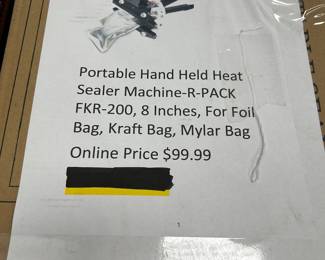 Portable Hand Held Heat
Sealer Machine-R-PACK
FKR-200, 8 Inches, For Foil
Bag, Kraft Bag, Mylar Bag
Online Price $99.99
1